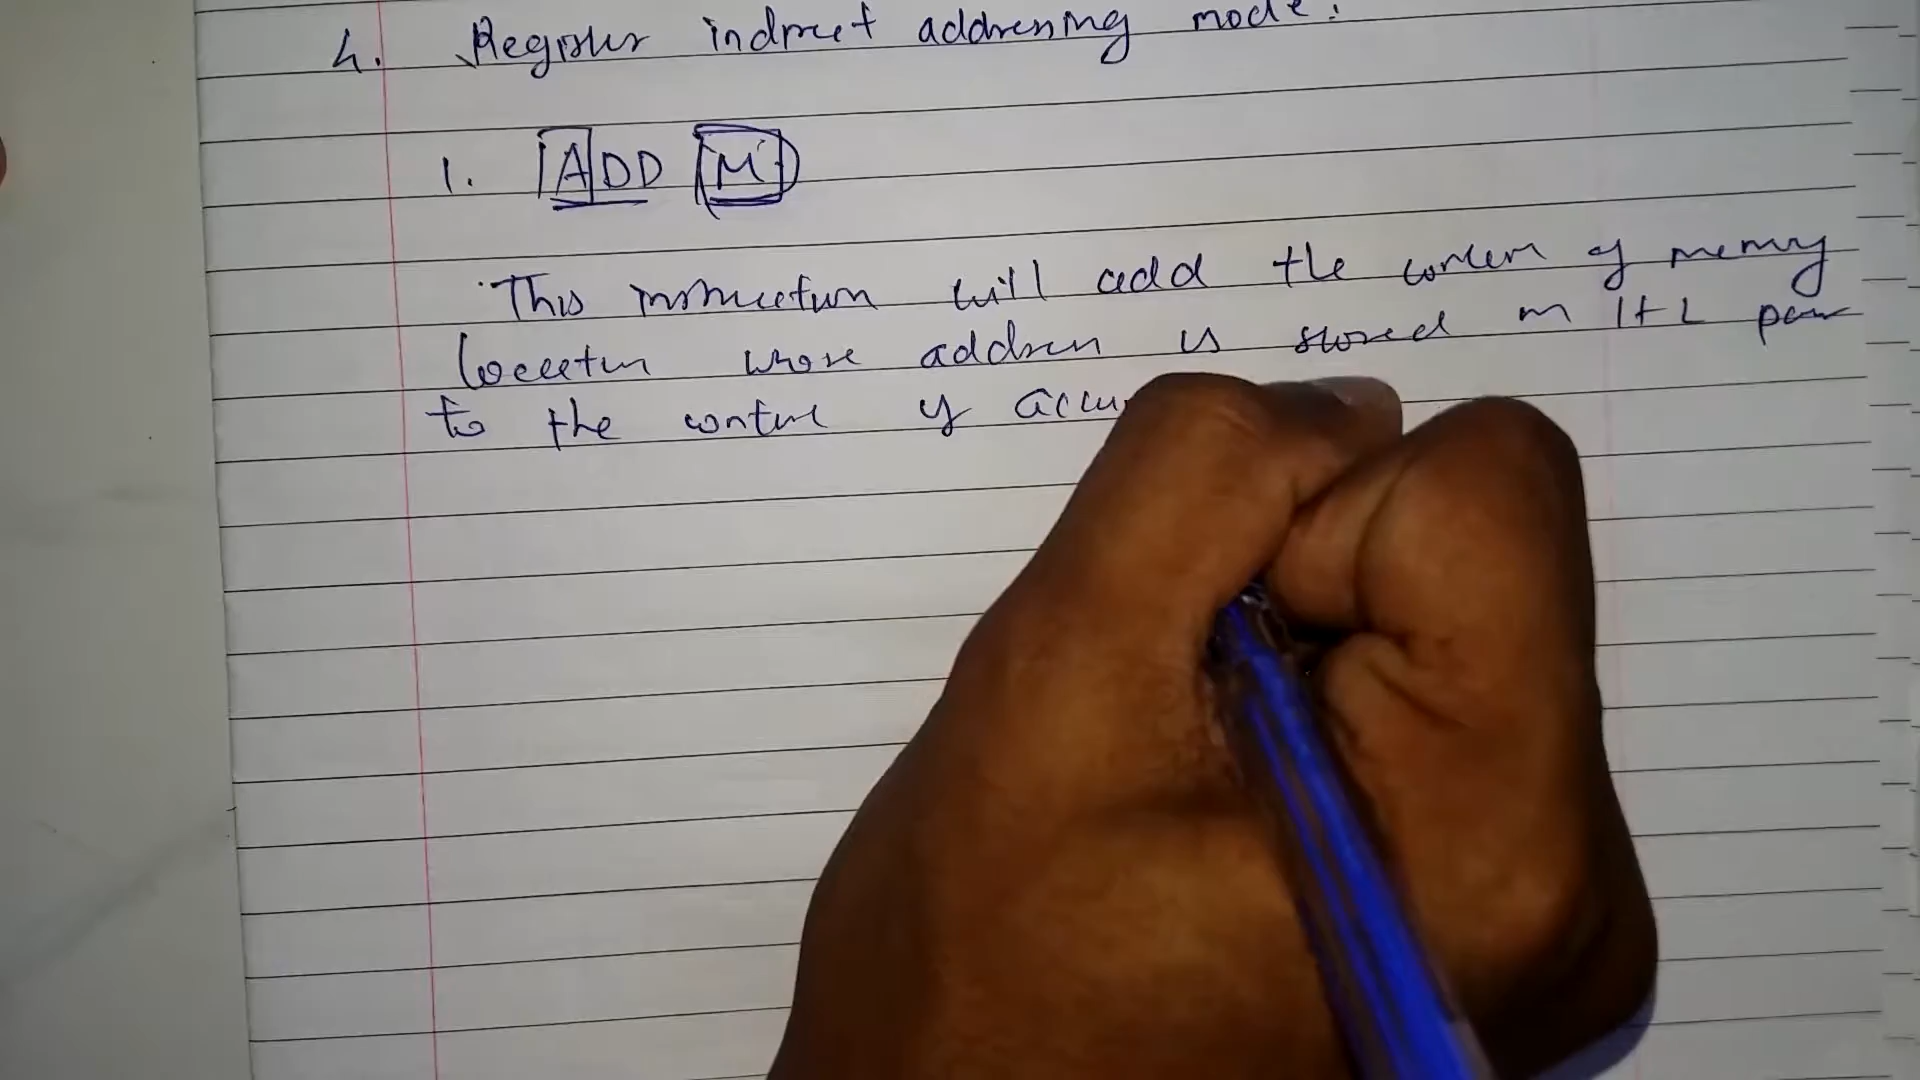 4. Register indirect addressing mode:
1. ADD M
This instruction will add the content of memory
location whose address is stored in HL pair
to the content of accu